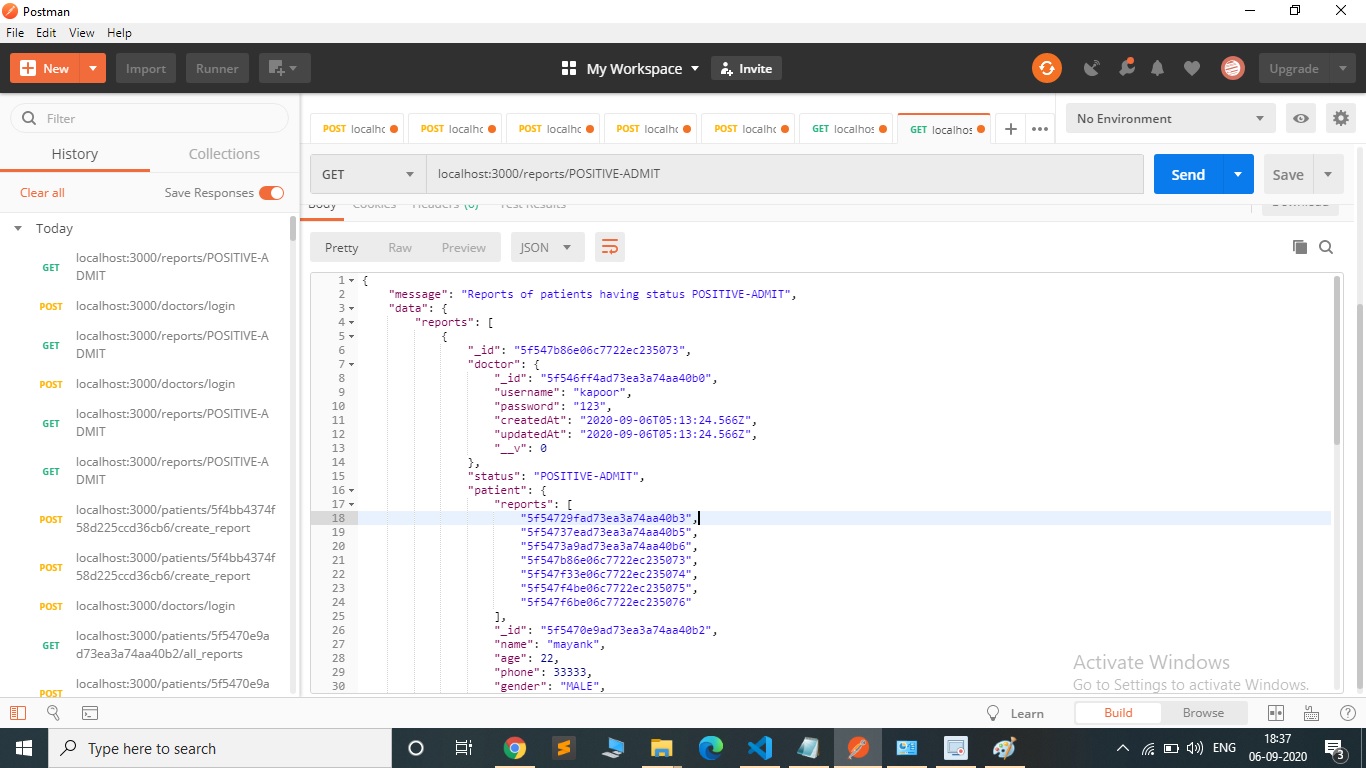 Postman
File Edit View Help
New Import Runner My Workspace Invite Upgrade
Filter
History Collections
Clear all Save Responses
Today
GET localhost:3000/reports/POSITIVE-A
DMIT
POST localhost:3000/doctors/login
GET localhost:3000/reports/POSITIVE-A
DMIT
POST localhost:3000/doctors/login
GET localhost:3000/reports/POSITIVE-A
DMIT
GET localhost:3000/reports/POSITIVE-A
DMIT
POST localhost:3000/patients/5f4bb4374f
58d225ccd36cb6/create_report
POST localhost:3000/patients/5f4bb4374f
58d225ccd36cb6/create_report
POST localhost:3000/doctors/login
GET localhost:3000/patients/5f5470e9a
d73ea3a74aa40b2/all_reports
POST localhost:3000/patients/5f5470e9a
POST localhc POST localhc POST localhc POST localhc POST localhc GET localhos GET localhos + •••
No Environment
GET localhost:3000/reports/POSITIVE-ADMIT Send Save
Body Cookies Headers (6) Test Results Download
Pretty Raw Preview JSON
1 {
2 "message": "Reports of patients having status POSITIVE-ADMIT",
3 "data": {
4 "reports": [
5 {
6 "_id": "5f547b86e06c7722ec235073",
7 "doctor": {
8 "_id": "5f546ff4ad73ea3a74aa40b0",
9 "username": "kapoor",
10 "password": "123",
11 "createdAt": "2020-09-06T05:13:24.566Z",
12 "updatedAt": "2020-09-06T05:13:24.566Z",
13 "__v": 0
14 },
15 "status": "POSITIVE-ADMIT",
16 "patient": {
17 "reports": [
18 "5f54729fad73ea3a74aa40b3",
19 "5f54737ead73ea3a74aa40b5",
20 "5f5473a9ad73ea3a74aa40b6",
21 "5f547b86e06c7722ec235073",
22 "5f547f33e06c7722ec235074",
23 "5f547f4be06c7722ec235075",
24 "5f547f6be06c7722ec235076"
25 ],
26 "_id": "5f5470e9ad73ea3a74aa40b2",
27 "name": "mayank",
28 "age": 22,
29 "phone": 33333,
30 "gender": "MALE",
Activate Windows
Go to Settings to activate Windows.
Learn Build Browse
Type here to search
ENG
18:37
06-09-2020
3